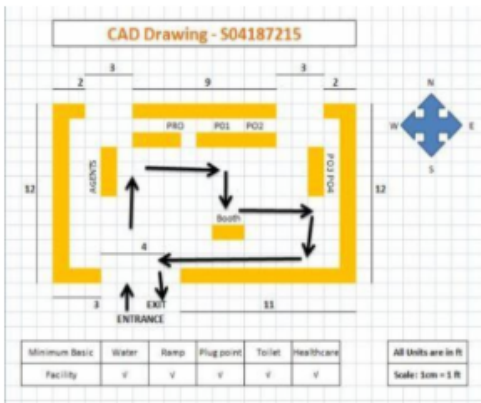 CAD Drawing - S04187215
3
3
2
9
2
N
PRO
PO1
PO2
W
E
AGENTS
PO3 PO4
S
12
12
Booth
4
3
EXIT
11
ENTRANCE
Minimum Basic Water Ramp Plug point Toilet Healthcare
Facility √ √ √ √ √
All Units are in ft
Scale: 1cm = 1 ft